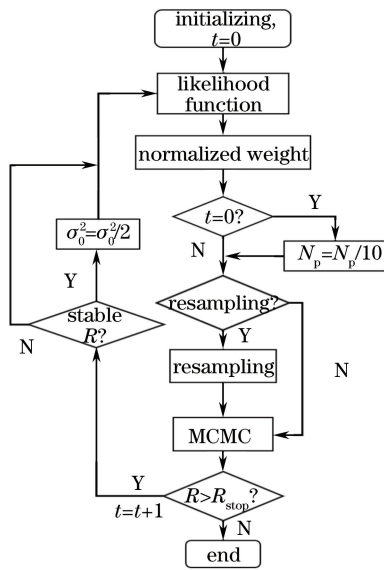 initializing,
t=0
likelihood
function
normalized weight
t=0?
Y
N
N_p=N_p/10
σ_0^2=σ_0^2/2
Y
resampling?
stable
R?
N
Y
resampling
N
MCMC
Y
R>R_stop?
t=t+1
N
end